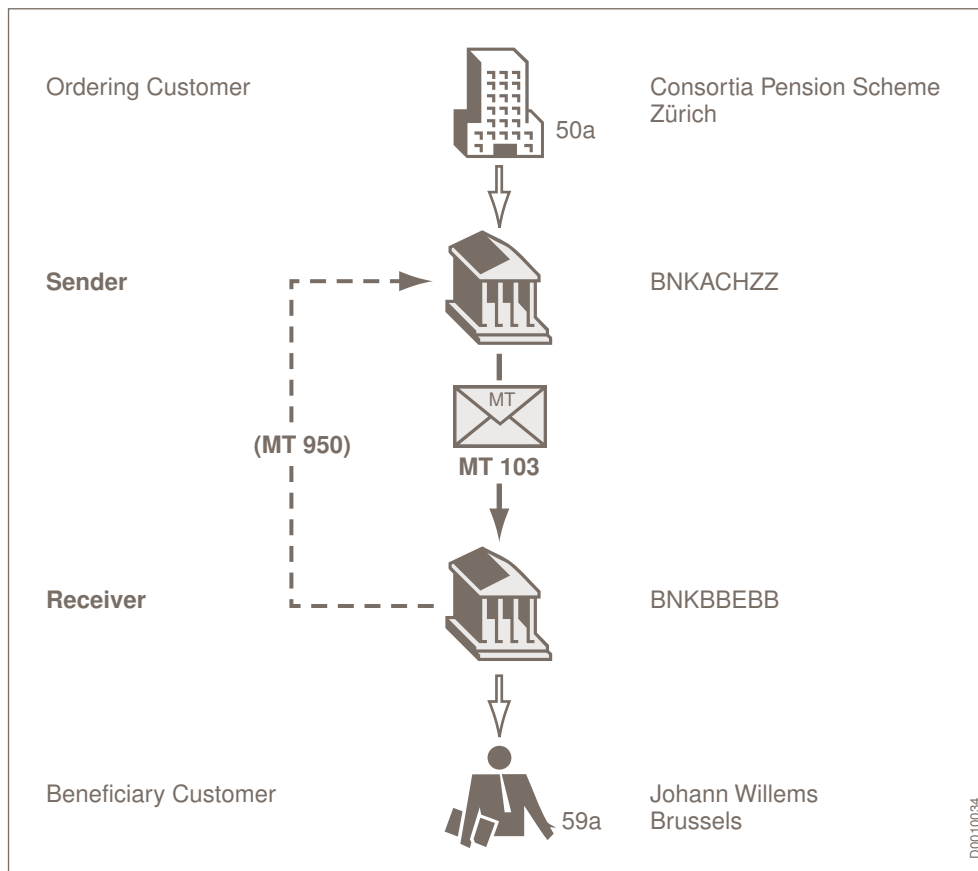 Ordering Customer
50a
Consortia Pension Scheme
Zürich
Sender
BNKACHZZ
MT
(MT 950)
MT 103
Receiver
BNKBBEBB
Beneficiary Customer
59a
Johann Willems
Brussels
D0010034